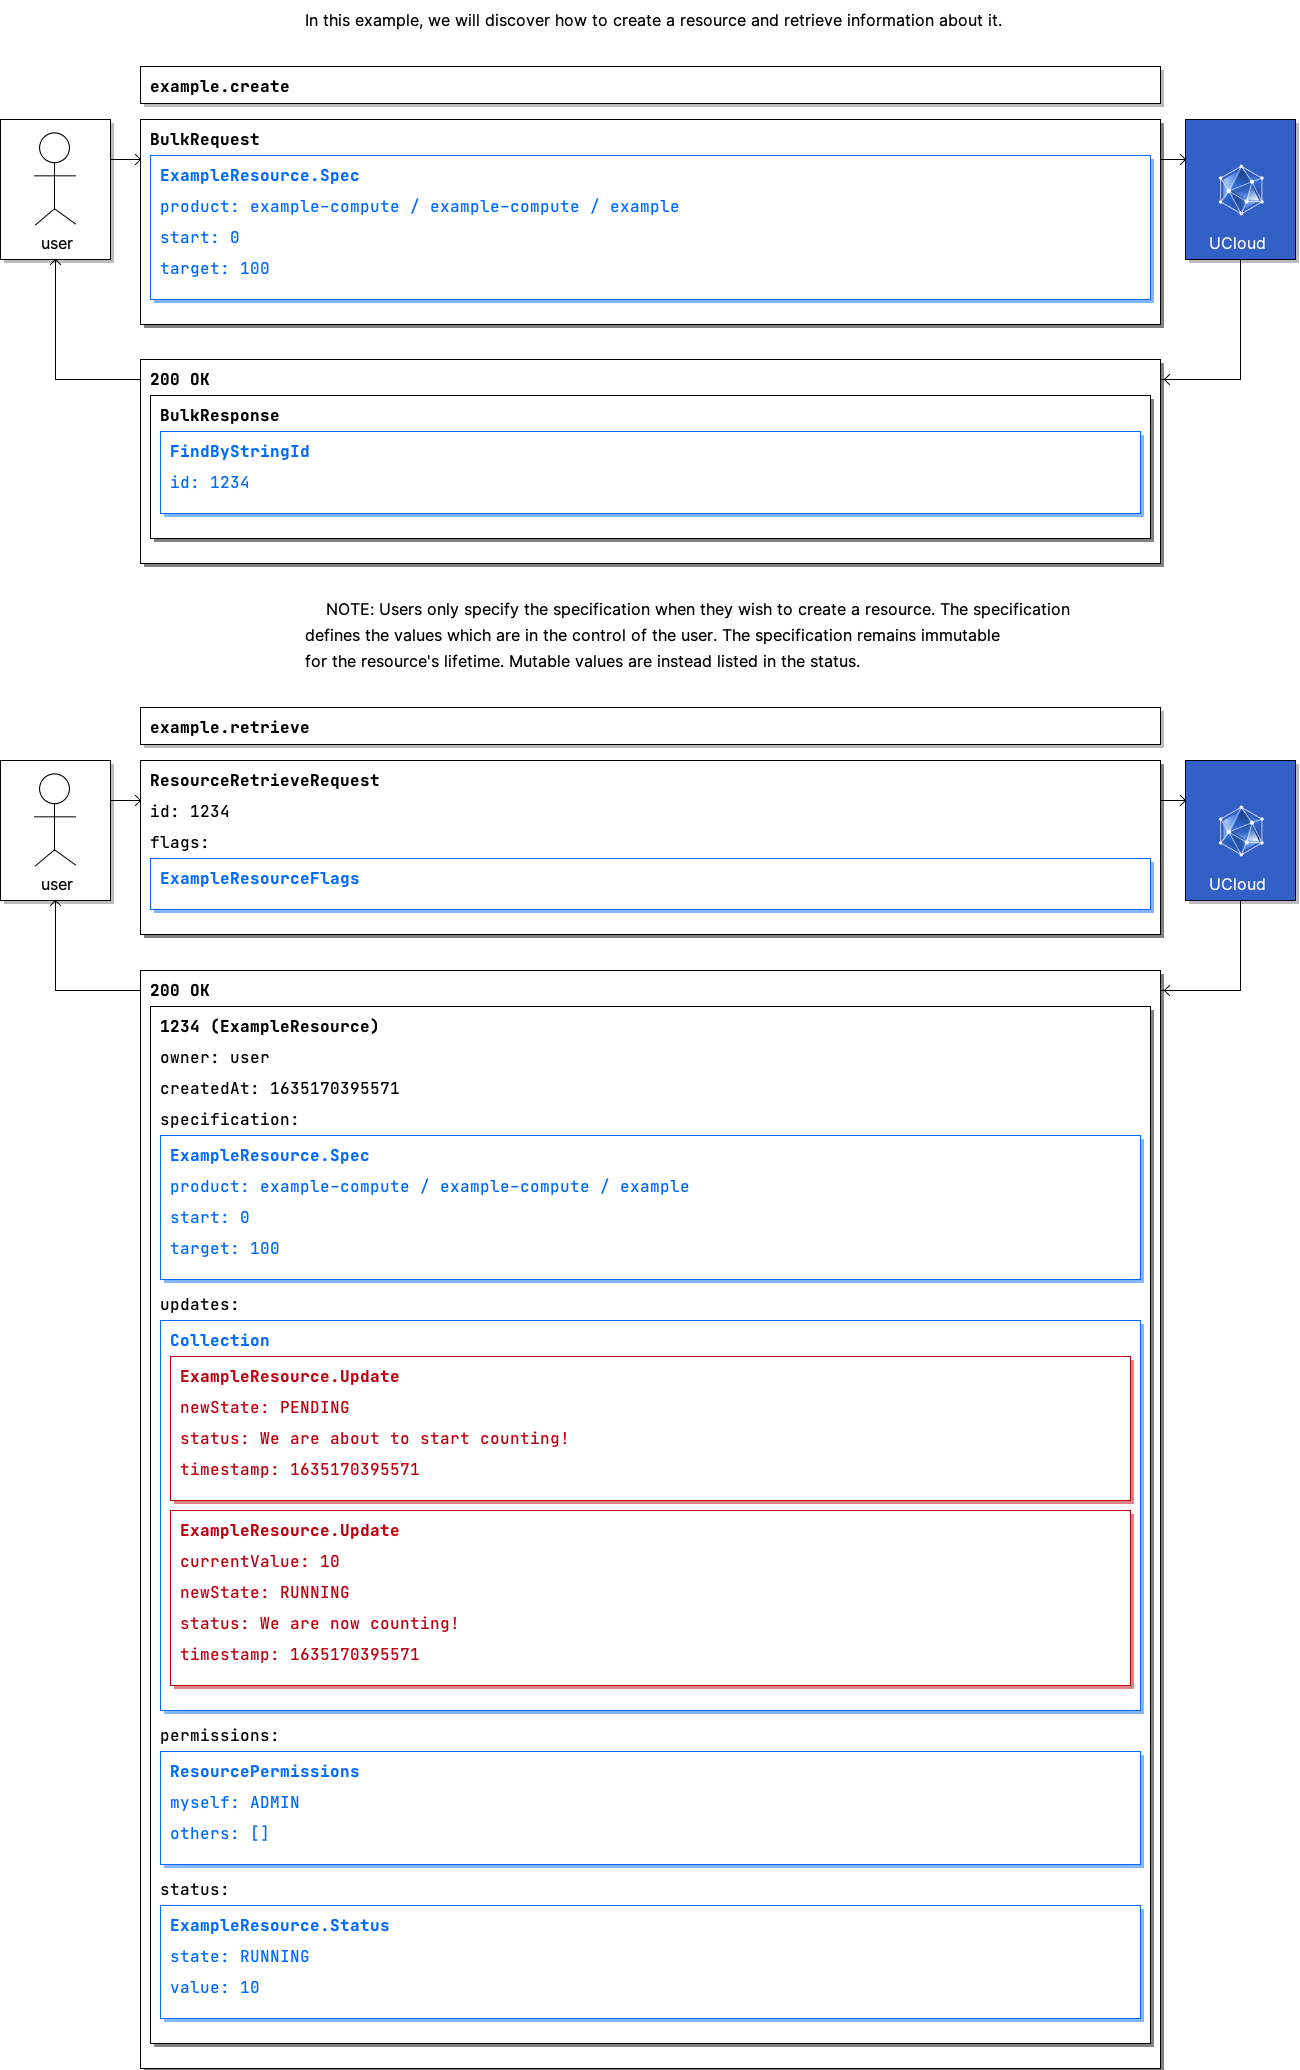 In this example, we will discover how to create a resource and retrieve information about it.
example.create
user
BulkRequest
ExampleResource.Spec
product: example-compute / example-compute / example
start: 0
target: 100
UCloud
200 OK
BulkResponse
FindByStringId
id: 1234
NOTE: Users only specify the specification when they wish to create a resource. The specification
defines the values which are in the control of the user. The specification remains immutable
for the resource's lifetime. Mutable values are instead listed in the status.
example.retrieve
user
ResourceRetrieveRequest
id: 1234
flags:
ExampleResourceFlags
UCloud
200 OK
1234 (ExampleResource)
owner: user
createdAt: 1635170395571
specification:
ExampleResource.Spec
product: example-compute / example-compute / example
start: 0
target: 100
updates:
Collection
ExampleResource.Update
newState: PENDING
status: We are about to start counting!
timestamp: 1635170395571
ExampleResource.Update
currentValue: 10
newState: RUNNING
status: We are now counting!
timestamp: 1635170395571
permissions:
ResourcePermissions
myself: ADMIN
others: []
status:
ExampleResource.Status
state: RUNNING
value: 10